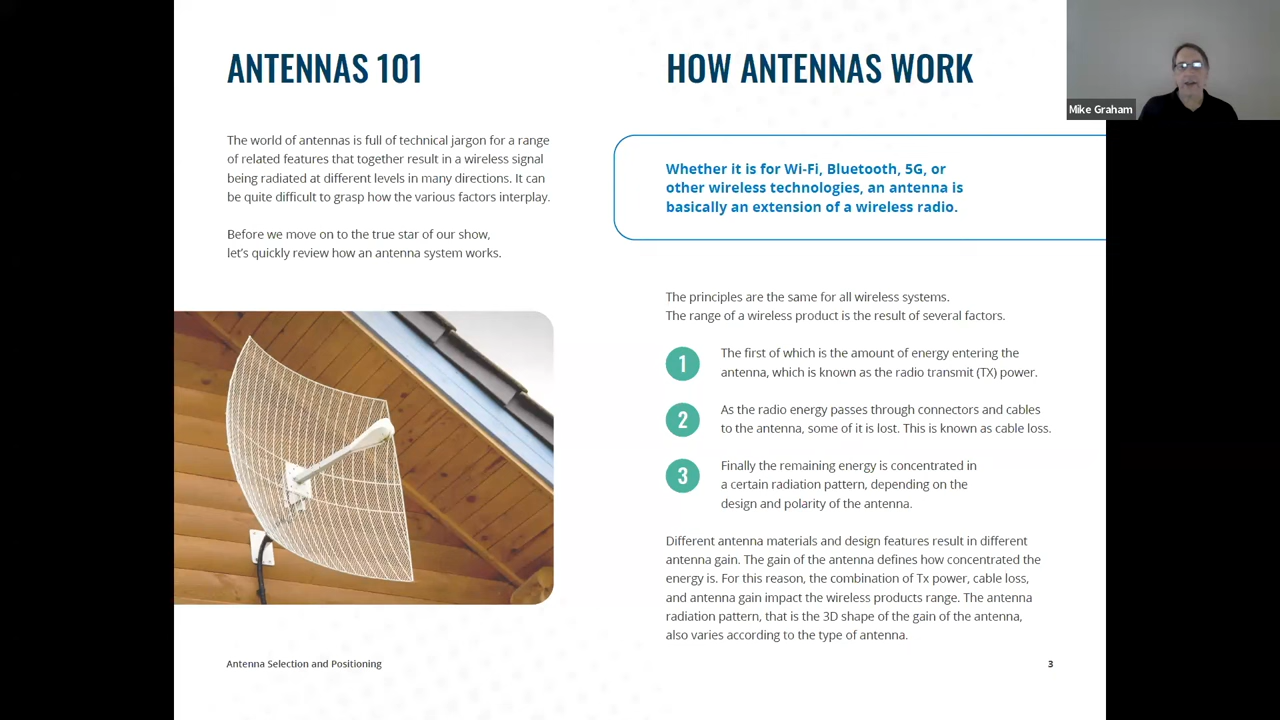 ANTENNAS 101
The world of antennas is full of technical jargon for a range
of related features that together result in a wireless signal
being radiated at different levels in many directions. It can
be quite difficult to grasp how the various factors interplay.
Before we move on to the true star of our show,
let's quickly review how an antenna system works.
Antenna Selection and Positioning
HOW ANTENNAS WORK
Whether it is for Wi-Fi, Bluetooth, 5G, or
other wireless technologies, an antenna is
basically an extension of a wireless radio.
The principles are the same for all wireless systems.
The range of a wireless product is the result of several factors.
1 The first of which is the amount of energy entering the
antenna, which is known as the radio transmit (TX) power.
2 As the radio energy passes through connectors and cables
to the antenna, some of it is lost. This is known as cable loss.
3 Finally the remaining energy is concentrated in
a certain radiation pattern, depending on the
design and polarity of the antenna.
Different antenna materials and design features result in different
antenna gain. The gain of the antenna defines how concentrated the
energy is. For this reason, the combination of Tx power, cable loss,
and antenna gain impact the wireless products range. The antenna
radiation pattern, that is the 3D shape of the gain of the antenna,
also varies according to the type of antenna.
3
Mike Graham